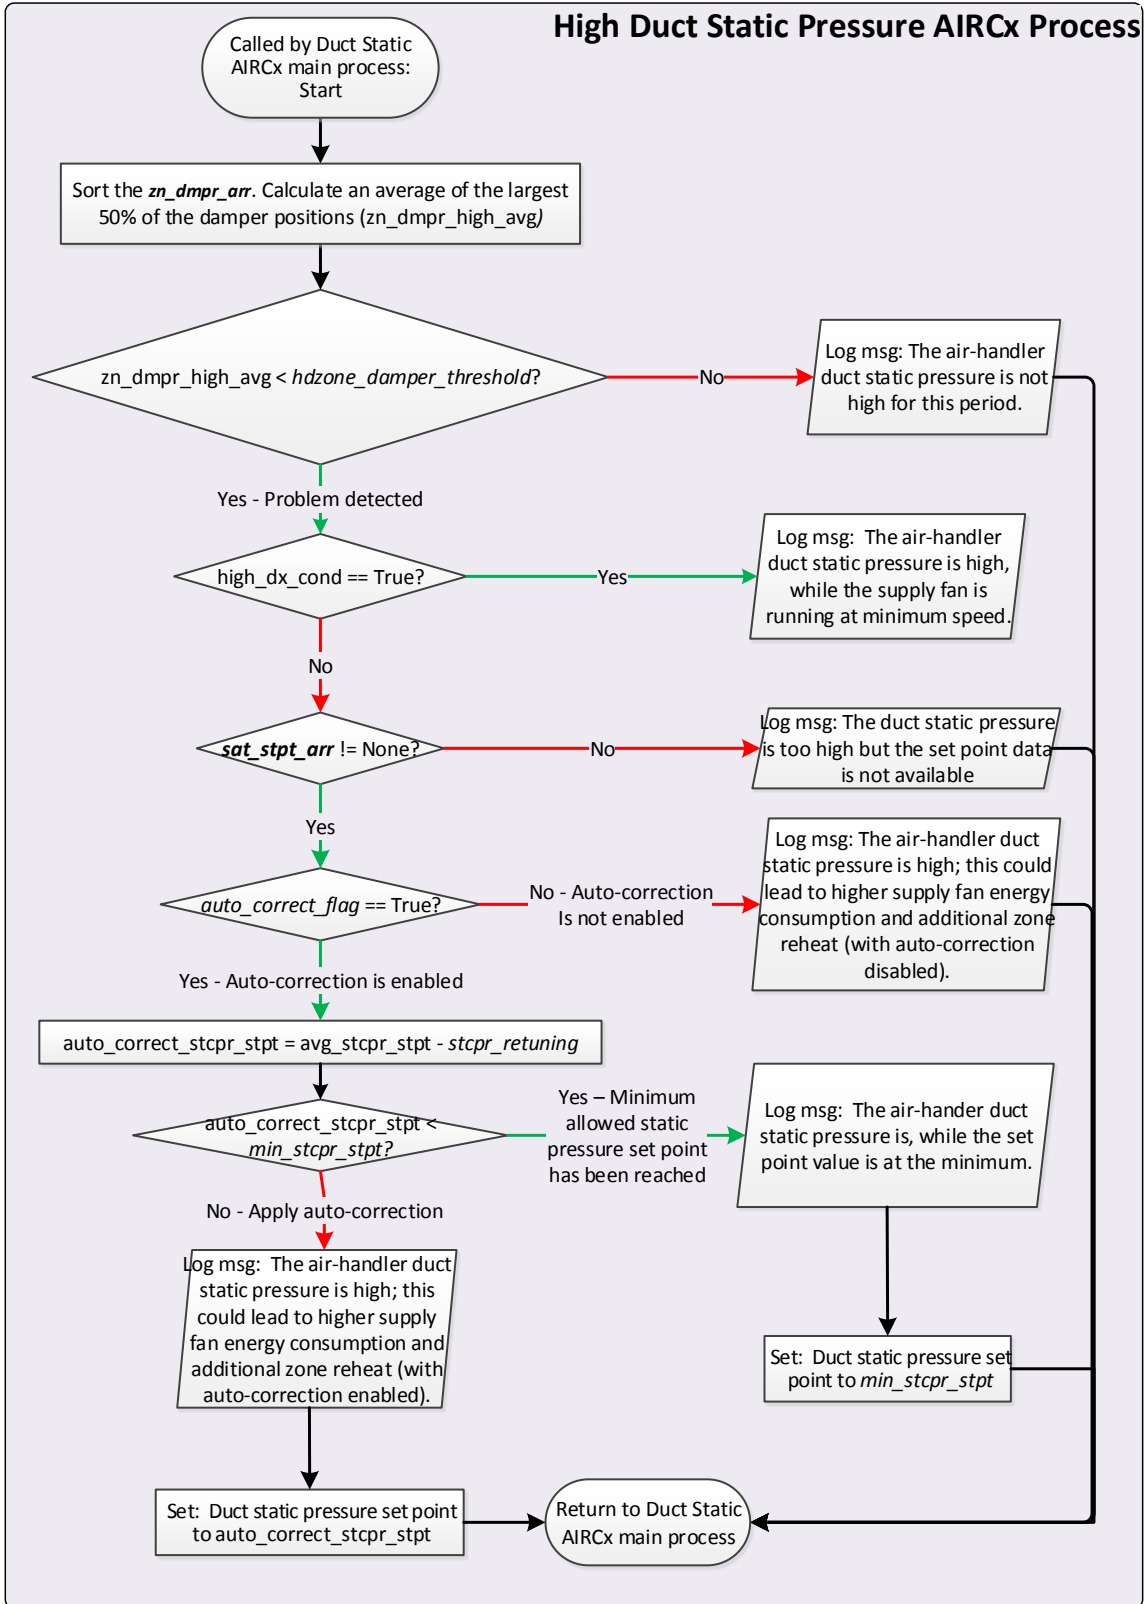 High Duct Static Pressure AIRCx Process
Called by Duct Static
AIRCx main process:
Start
Sort the zn_dmpr_arr. Calculate an average of the largest
50% of the damper positions (zn_dmpr_high_avg)
zn_dmpr_high_avg < hdzone_damper_threshold?
No
Log msg: The air-handler
duct static pressure is not
high for this period.
Yes - Problem detected
high_dx_cond == True?
Yes
Log msg:  The air-handler
duct static pressure is high,
while the supply fan is
running at minimum speed.
No
sat_stpt_arr != None?
No
Log msg: The duct static pressure
is too high but the set point data
is not available
Yes
auto_correct_flag == True?
No - Auto-correction
Is not enabled
Log msg: The air-handler duct
static pressure is high; this could
lead to higher supply fan energy
consumption and additional zone
reheat (with auto-correction
disabled).
Yes - Auto-correction is enabled
auto_correct_stcpr_stpt = avg_stcpr_stpt - stcpr_retuning
auto_correct_stcpr_stpt <
min_stcpr_stpt?
Yes – Minimum
allowed static
pressure set point
has been reached
Log msg:  The air-hander duct
static pressure is, while the set
point value is at the minimum.
No - Apply auto-correction
Log msg:  The air-handler duct
static pressure is high; this
could lead to higher supply
fan energy consumption and
additional zone reheat (with
auto-correction enabled).
Set:  Duct static pressure set
point to min_stcpr_stpt
Set:  Duct static pressure set point
to auto_correct_stcpr_stpt
Return to Duct Static
AIRCx main process